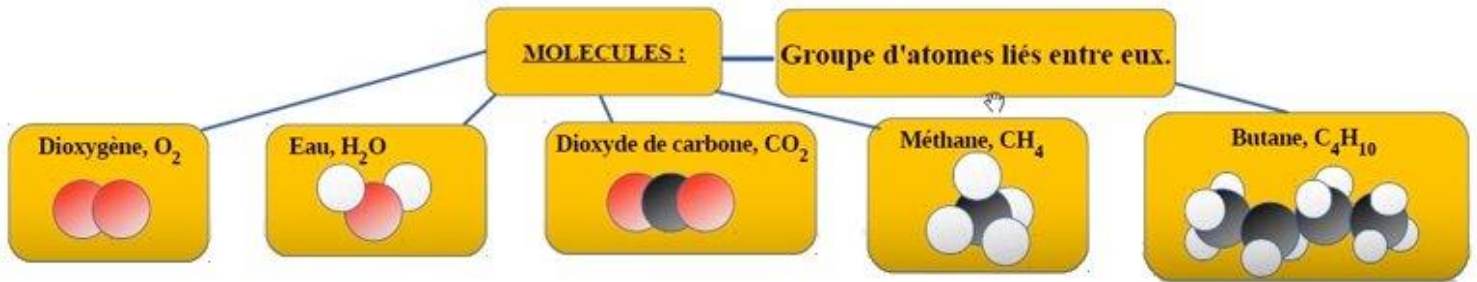 MOLECULES :
Groupe d'atomes liés entre eux.
Dioxygène, O₂
Eau, H₂O
Dioxyde de carbone, CO₂
Méthane, CH₄
Butane, C₄H₁₀